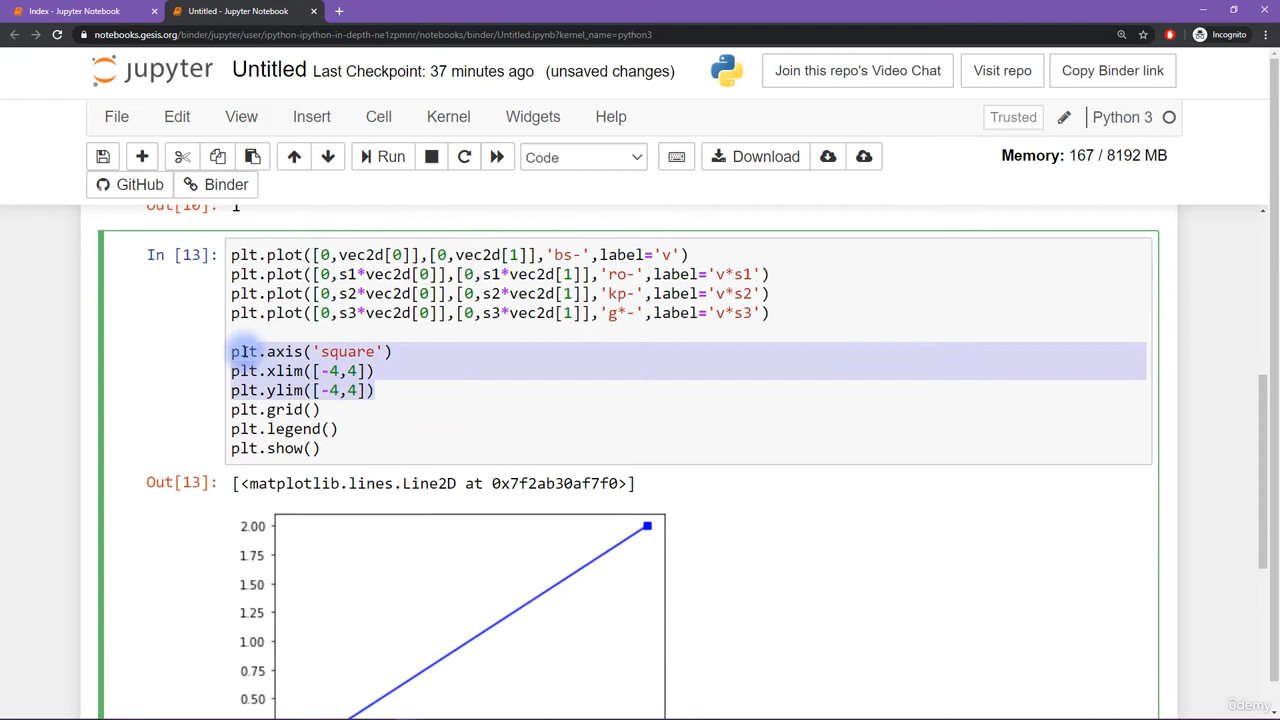 Index - Jupyter Notebook
Untitled - Jupyter Notebook
notebooks.gesis.org/binder/jupyter/user/ipython-ipython-in-depth-ne1zpmnr/notebooks/binder/Untitled.ipynb?kernel_name=python3
Incognito
jupyter Untitled Last Checkpoint: 37 minutes ago (unsaved changes)
Join this repo's Video Chat
Visit repo
Copy Binder link
File Edit View Insert Cell Kernel Widgets Help
Trusted
Python 3
Run
Code
Download
Memory: 167 / 8192 MB
GitHub
Binder
Out[10]: 1
In [13]:
plt.plot([0,vec2d[0]],[0,vec2d[1]],'bs-',label='v')
plt.plot([0,s1*vec2d[0]],[0,s1*vec2d[1]],'ro-',label='v*s1')
plt.plot([0,s2*vec2d[0]],[0,s2*vec2d[1]],'kp-',label='v*s2')
plt.plot([0,s3*vec2d[0]],[0,s3*vec2d[1]],'g*-',label='v*s3')
plt.axis('square')
plt.xlim([-4,4])
plt.ylim([-4,4])
plt.grid()
plt.legend()
plt.show()
Out[13]: [<matplotlib.lines.Line2D at 0x7f2ab30af7f0>]
2.00
1.75
1.50
1.25
1.00
0.75
0.50
ûdemy